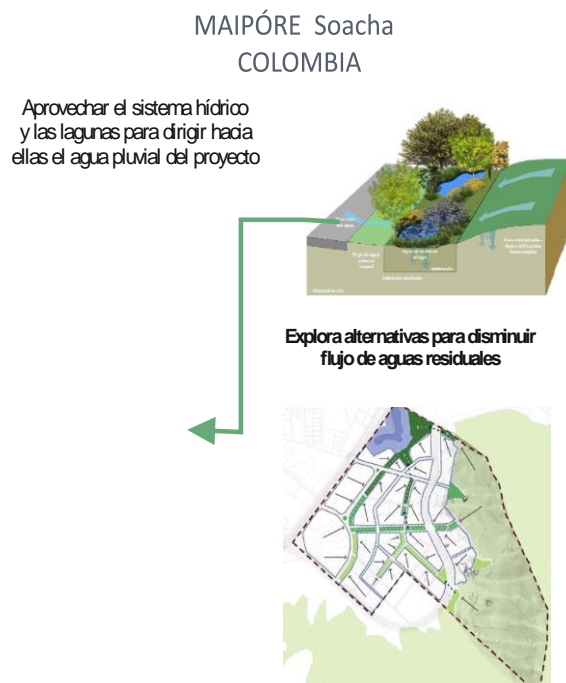 MAIPÓRE Soacha
COLOMBIA
Aprovechar el sistema hídrico
y las lagunas para dirigir hacia
ellas el agua pluvial del proyecto
Explora alternativas para disminuir
flujo de aguas residuales